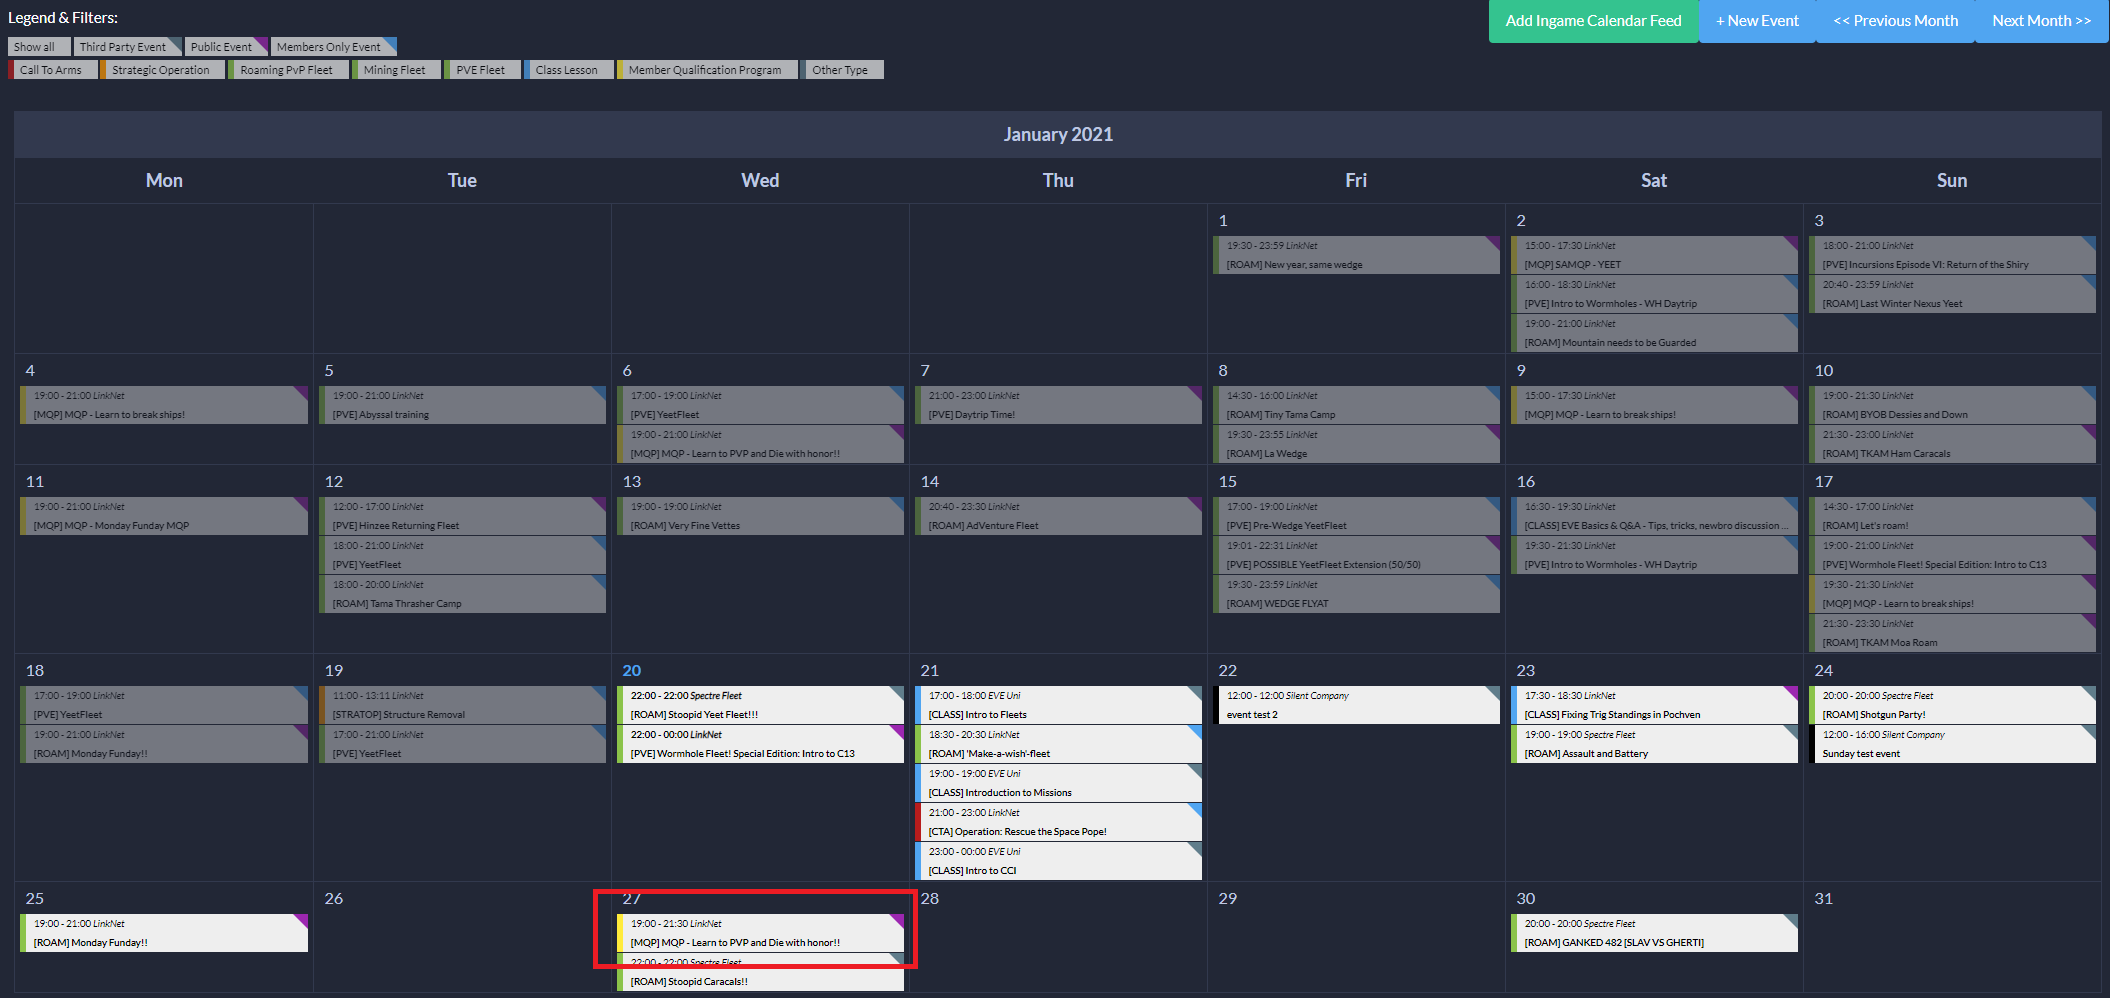 Legend & Filters:
Add Ingame Calendar Feed
+ New Event
<< Previous Month
Next Month >>
Show all
Third Party Event
Public Event
Members Only Event
Call To Arms
Strategic Operation
Roaming PvP Fleet
Mining Fleet
PVE Fleet
Class Lesson
Member Qualification Program
Other Type
January 2021
Mon
Tue
Wed
Thu
Fri
Sat
Sun
1
19:30 - 23:59 LinkNet
[ROAM] New year, same wedge
2
15:00 - 17:30 LinkNet
[MQP] SAMQP - YEET
16:00 - 18:30 LinkNet
[PVE] Intro to Wormholes - WH Daytrip
19:00 - 21:00 LinkNet
[ROAM] Mountain needs to be Guarded
3
18:00 - 21:00 LinkNet
[PVE] Incursions Episode VI: Return of the Shiry
20:40 - 23:59 LinkNet
[ROAM] Last Winter Nexus Yeet
4
19:00 - 21:00 LinkNet
[MQP] MQP - Learn to break ships!
5
19:00 - 21:00 LinkNet
[PVE] Abyssal training
6
17:00 - 19:00 LinkNet
[PVE] YeetFleet
19:00 - 21:00 LinkNet
[MQP] MQP - Learn to PVP and Die with honor!!
7
21:00 - 23:00 LinkNet
[PVE] Daytrip Time!
8
14:30 - 16:00 LinkNet
[ROAM] Tiny Tama Camp
19:30 - 23:55 LinkNet
[ROAM] La Wedge
9
15:00 - 17:30 LinkNet
[MQP] MQP - Learn to break ships!
10
19:00 - 21:30 LinkNet
[ROAM] BYOB Dessies and Down
21:30 - 23:00 LinkNet
[ROAM] TKAM Ham Caracals
11
19:00 - 21:00 LinkNet
[MQP] MQP - Monday Funday MQP
12
12:00 - 17:00 LinkNet
[PVE] Hinzee Returning Fleet
18:00 - 21:00 LinkNet
[PVE] YeetFleet
18:00 - 20:00 LinkNet
[ROAM] Tama Thrasher Camp
13
19:00 - 19:00 LinkNet
[ROAM] Very Fine Vettes
14
20:40 - 23:30 LinkNet
[ROAM] AdVenture Fleet
15
17:00 - 19:00 LinkNet
[PVE] Pre-Wedge YeetFleet
19:01 - 22:31 LinkNet
[PVE] POSSIBLE YeetFleet Extension (50/50)
19:30 - 23:59 LinkNet
[ROAM] WEDGE FLYAT
16
16:30 - 19:30 LinkNet
[CLASS] EVE Basics & Q&A - Tips, tricks, newbro discussion ...
19:30 - 21:30 LinkNet
[PVE] Intro to Wormholes - WH Daytrip
17
14:30 - 17:00 LinkNet
[ROAM] Let's roam!
19:00 - 21:00 LinkNet
[PVE] Wormhole Fleet! Special Edition: Intro to C13
19:30 - 21:30 LinkNet
[MQP] MQP - Learn to break ships!
21:30 - 23:30 LinkNet
[ROAM] TKAM Moa Roam
18
17:00 - 19:00 LinkNet
[PVE] YeetFleet
19:00 - 21:00 LinkNet
[ROAM] Monday Funday!!
19
11:00 - 13:11 LinkNet
[STRATOP] Structure Removal
17:00 - 21:00 LinkNet
[PVE] YeetFleet
20
22:00 - 22:00 Spectre Fleet
[ROAM] Stoopid Yeet Fleet!!!
22:00 - 00:00 LinkNet
[PVE] Wormhole Fleet! Special Edition: Intro to C13
21
17:00 - 18:00 EVE Uni
[CLASS] Intro to Fleets
18:30 - 20:30 LinkNet
[ROAM] 'Make-a-wish'-fleet
19:00 - 19:00 EVE Uni
[CLASS] Introduction to Missions
21:00 - 23:00 LinkNet
[CTA] Operation: Rescue the Space Pope!
23:00 - 00:00 EVE Uni
[CLASS] Intro to CCI
22
12:00 - 12:00 Silent Company
event test 2
23
17:30 - 18:30 LinkNet
[CLASS] Fixing Trig Standings in Pochven
19:00 - 19:00 Spectre Fleet
[ROAM] Assault and Battery
24
20:00 - 20:00 Spectre Fleet
[ROAM] Shotgun Party!
12:00 - 16:00 Silent Company
Sunday test event
25
19:00 - 21:00 LinkNet
[ROAM] Monday Funday!!
26
27
19:00 - 21:30 LinkNet
[MQP] MQP - Learn to PVP and Die with honor!!
22:00 - 22:00 Spectre Fleet
[ROAM] Stoopid Caracals!!
28
29
30
20:00 - 20:00 Spectre Fleet
[ROAM] GANKED 482 [SLAV VS GHERTI]
31